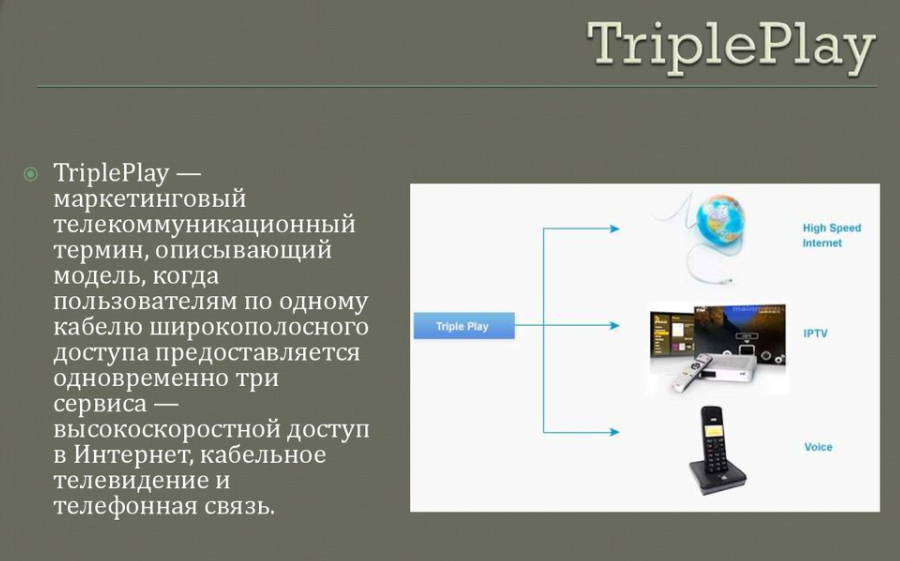 TriplePlay
TriplePlay —
маркетинговый
телекоммуникационный
термин, описывающий
модель, когда
пользователям по одному
кабелю широкополосного
доступа предоставляется
одновременно три
сервиса —
высокоскоростной доступ
в Интернет, кабельное
телевидение и
телефонная связь.
Triple Play
High Speed
Internet
IPTV
Voice